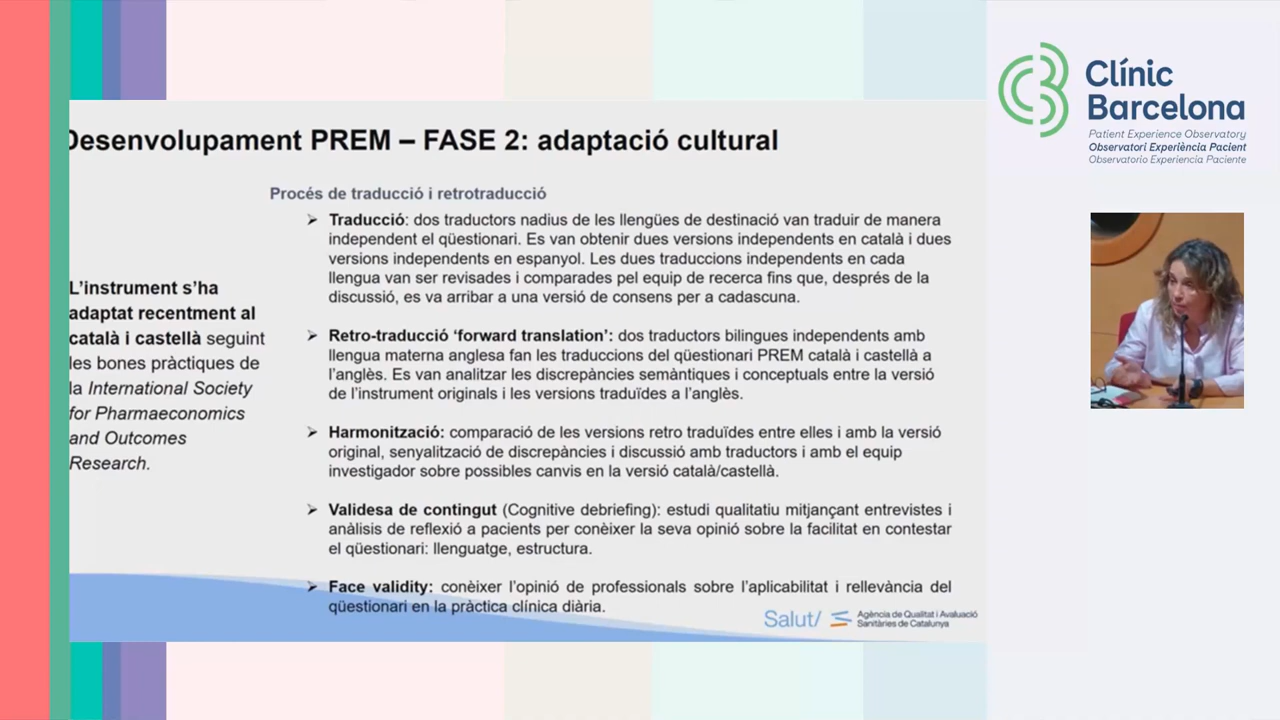 Desenvolupament PREM – FASE 2: adaptació cultural
Procés de traducció i retrotraducció
L’instrument s’ha
adaptat recentment al
català i castellà seguint
les bones pràctiques de
la International Society
for Pharmaeconomics
and Outcomes
Research.
➢ Traducció: dos traductors nadius de les llengües de destinació van traduir de manera
independent el qüestionari. Es van obtenir dues versions independents en català i dues
versions independents en espanyol. Les dues traduccions independents en cada
llengua van ser revisades i comparades pel equip de recerca fins que, després de la
discussió, es va arribar a una versió de consens per a cadascuna.
➢ Retro-traducció ‘forward translation’: dos traductors bilingues independents amb
llengua materna anglesa fan les traduccions del qüestionari PREM català i castellà a
l’anglès. Es van analitzar les discrepàncies semàntiques i conceptuals entre la versió
de l’instrument originals i les versions traduïdes a l’anglès.
➢ Harmonització: comparació de les versions retro traduïdes entre elles i amb la versió
original, senyalització de discrepàncies i discussió amb traductors i amb el equip
investigador sobre possibles canvis en la versió català/castellà.
➢ Validesa de contingut (Cognitive debriefing): estudi qualitatiu mitjançant entrevistes i
anàlisis de reflexió a pacients per conèixer la seva opinió sobre la facilitat en contestar
el qüestionari: llenguatge, estructura.
➢ Face validity: conèixer l’opinió de professionals sobre l’aplicabilitat i rellevància del
qüestionari en la pràctica clínica diària.
Salut/
Agència de Qualitat i Avaluació
Sanitàries de Catalunya
Clínic
Barcelona
Patient Experience Observatory
Observatori Experiència Pacient
Observatorio Experiencia Paciente